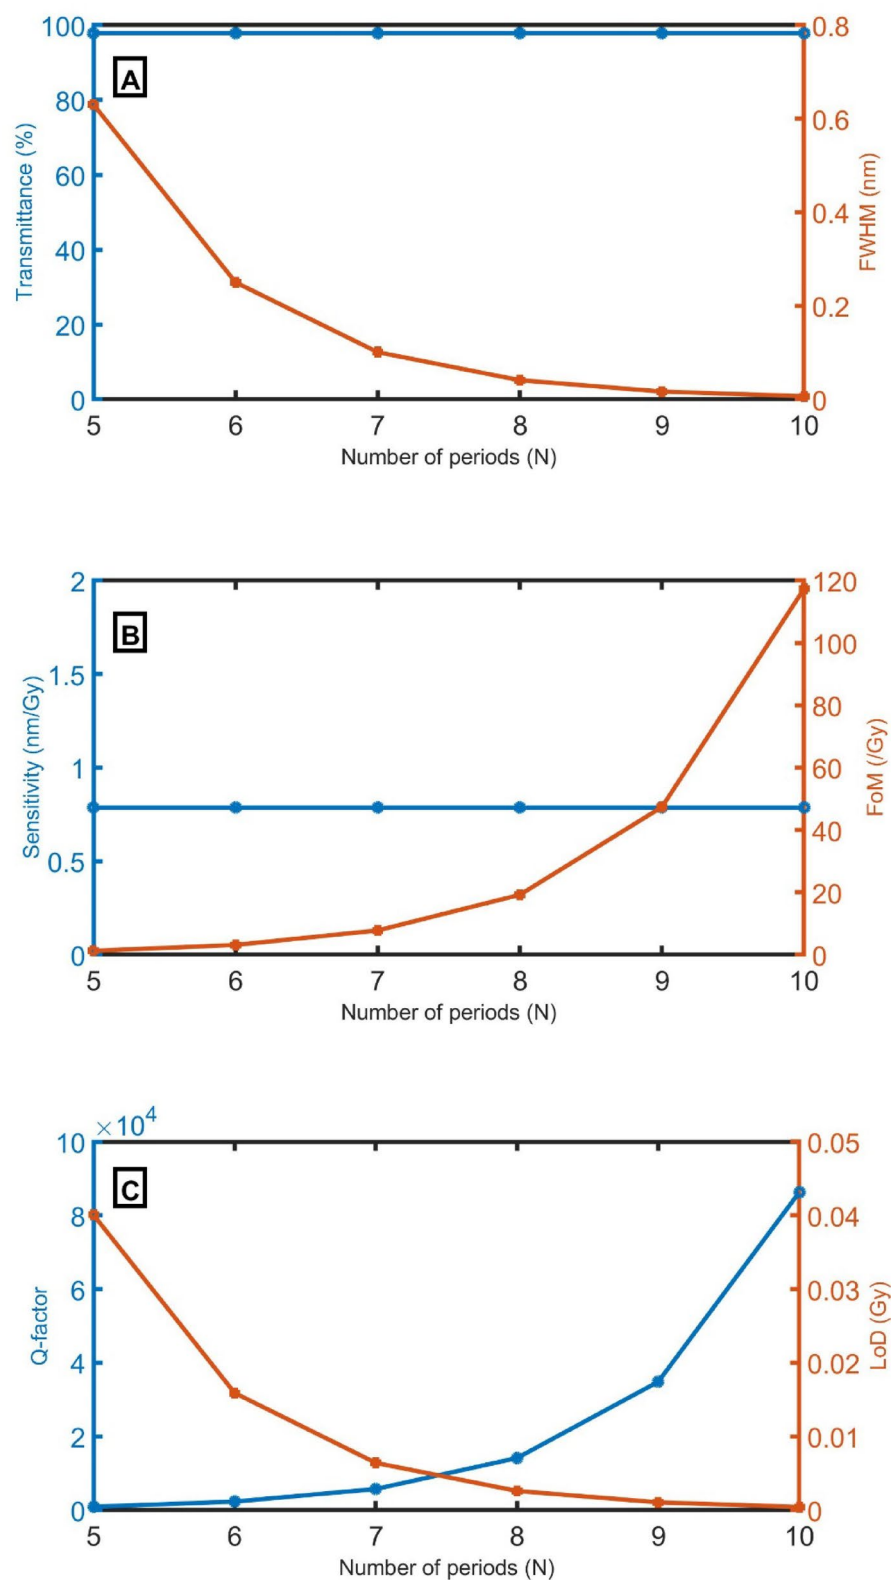 100
80
60
40
20
0
Transmittance (%)
A
0.8
0.6
0.4
0.2
0
FWHM (nm)
5 6 7 8 9 10
Number of periods (N)
2
1.5
1
0.5
0
Sensitivity (nm/Gy)
B
120
100
80
60
40
20
0
FoM (/Gy)
5 6 7 8 9 10
Number of periods (N)
×10⁴
10
8
6
4
2
0
Q-factor
C
0.05
0.04
0.03
0.02
0.01
0
LoD (Gy)
5 6 7 8 9 10
Number of periods (N)